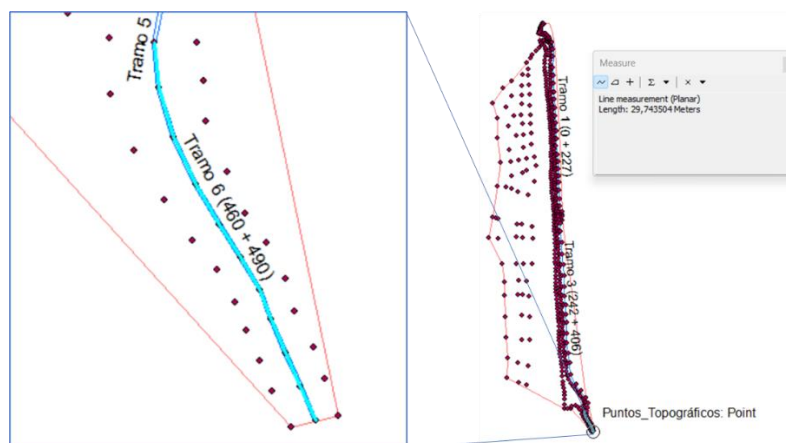 Tramo 5
Tramo 6 (460 + 490)
Tramo 1 (0 + 227)
Tramo 3 (242 + 406)
Measure
Line measurement (Planar)
Length: 29,743504 Meters
Puntos_Topográficos: Point